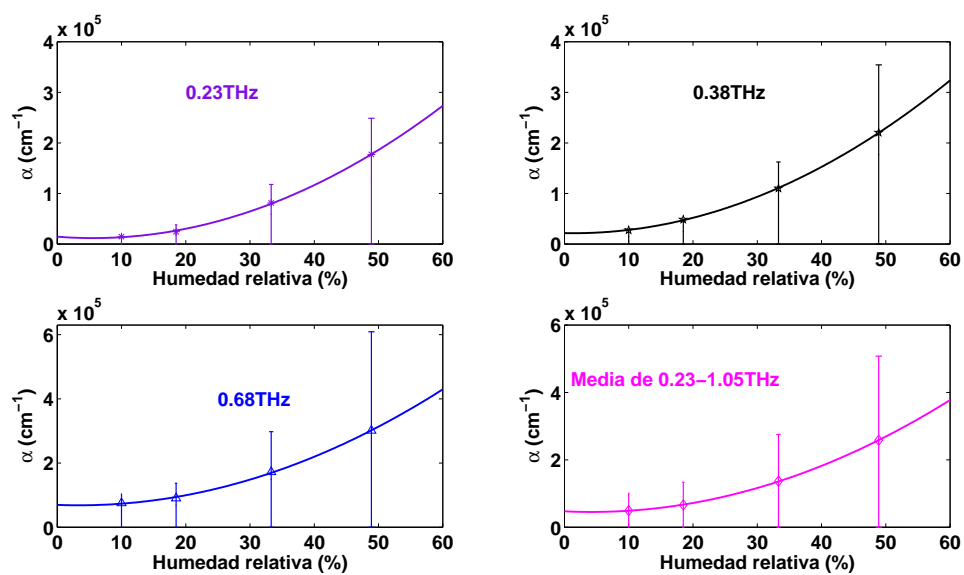 x 10^5
4
3
2
1
0
α (cm⁻¹)
0.23THz
0 10 20 30 40 50 60
Humedad relativa (%)
x 10^5
4
3
2
1
0
α (cm⁻¹)
0.38THz
0 10 20 30 40 50 60
Humedad relativa (%)
x 10^5
6
4
2
0
α (cm⁻¹)
0.68THz
0 10 20 30 40 50 60
Humedad relativa (%)
x 10^5
6
4
2
0
α (cm⁻¹)
Media de 0.23−1.05THz
0 10 20 30 40 50 60
Humedad relativa (%)